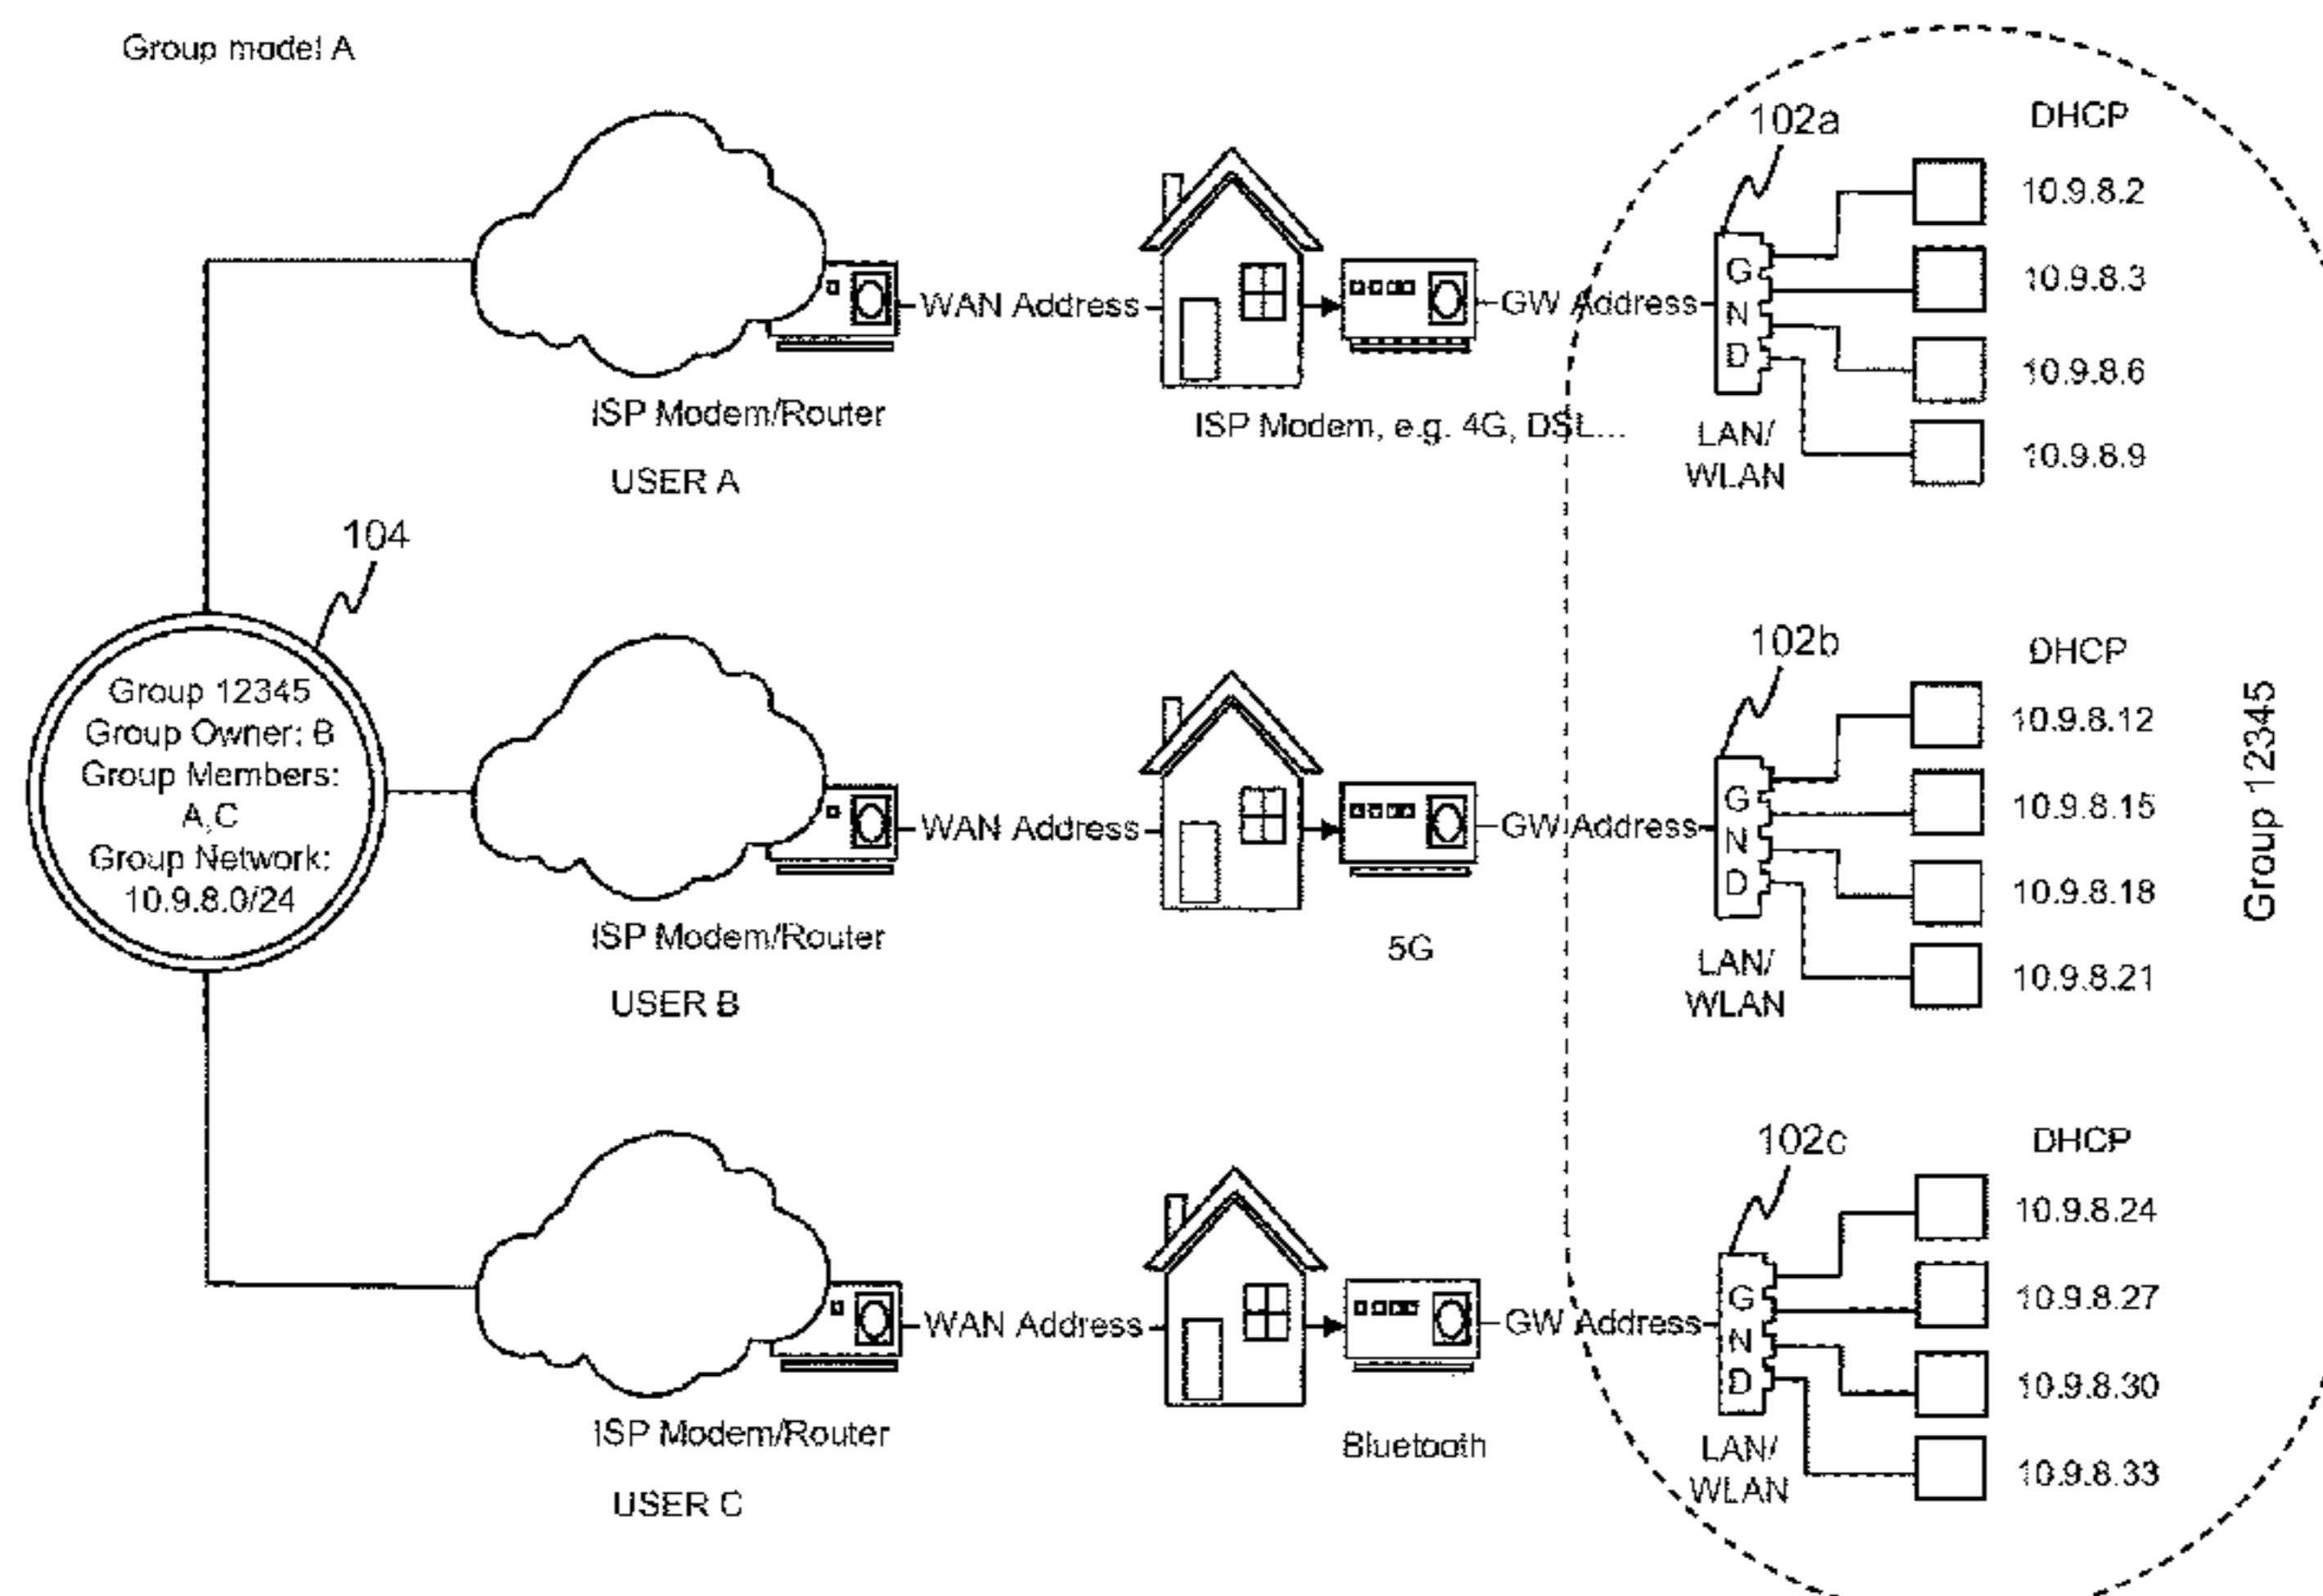 Group model A
102a
DHCP
10.9.8.2
10.9.8.3
10.9.8.6
10.9.8.9
G
N
D
WAN Address
GW Address
ISP Modem/Router
ISP Modem, e.g. 4G, DSL...
LAN/
WLAN
USER A
104
Group 12345
Group Owner: B
Group Members:
A,C
Group Network:
10.9.8.0/24
102b
DHCP
10.9.8.12
10.9.8.15
10.9.8.18
10.9.8.21
G
N
D
WAN Address
GW Address
ISP Modem/Router
5G
LAN/
WLAN
USER B
Group 12345
102c
DHCP
10.9.8.24
10.9.8.27
10.9.8.30
10.9.8.33
G
N
D
WAN Address
GW Address
ISP Modem/Router
Bluetooth
LAN/
WLAN
USER C